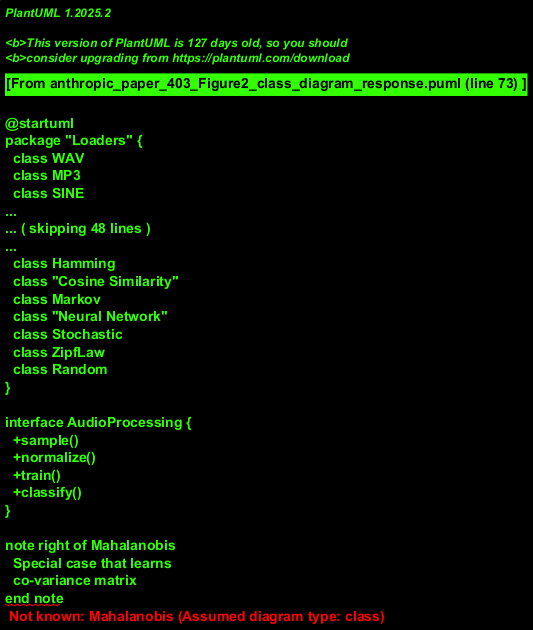 PlantUML 1.2025.2
<b>This version of PlantUML is 127 days old, so you should
<b>consider upgrading from https://plantuml.com/download
[From anthropic_paper_403_Figure2_class_diagram_response.puml (line 73) ]
@startuml
package "Loaders" {
class WAV
class MP3
class SINE
...
... ( skipping 48 lines )
...
class Hamming
class "Cosine Similarity"
class Markov
class "Neural Network"
class Stochastic
class ZipfLaw
class Random
}
interface AudioProcessing {
+sample()
+normalize()
+train()
+classify()
}
note right of Mahalanobis
Special case that learns
co-variance matrix
end note
Not known: Mahalanobis (Assumed diagram type: class)